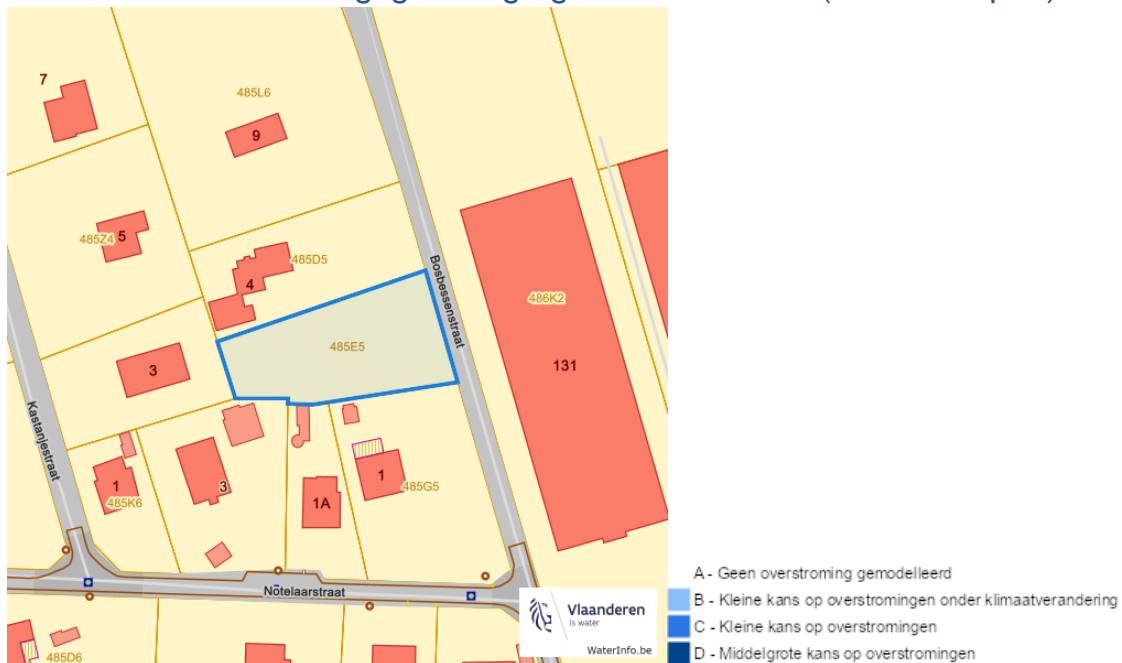 7
485L6
9
485Z4
5
485D5
4
Bosbessenstraat
486K2
485E5
131
3
Kastanjestraat
1
485K6
3
1A
1
485G5
Notelaarstraat
Vlaanderen
is water
WaterInfo.be
485D6
A - Geen overstroming gemodelleerd
B - Kleine kans op overstromingen onder klimaatverandering
C - Kleine kans op overstromingen
D - Middelgrote kans op overstromingen